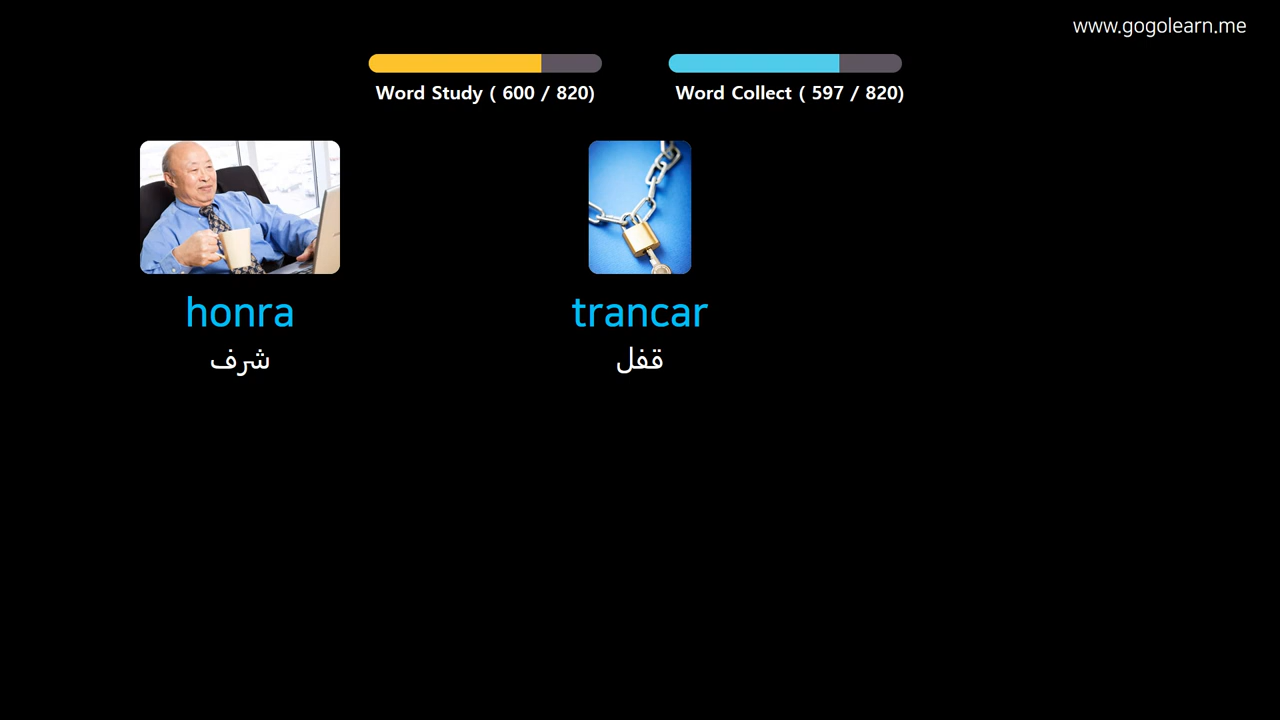 www.gogolearn.me
Word Study ( 600 / 820)
Word Collect ( 597 / 820)
honra
شرف
trancar
قفل